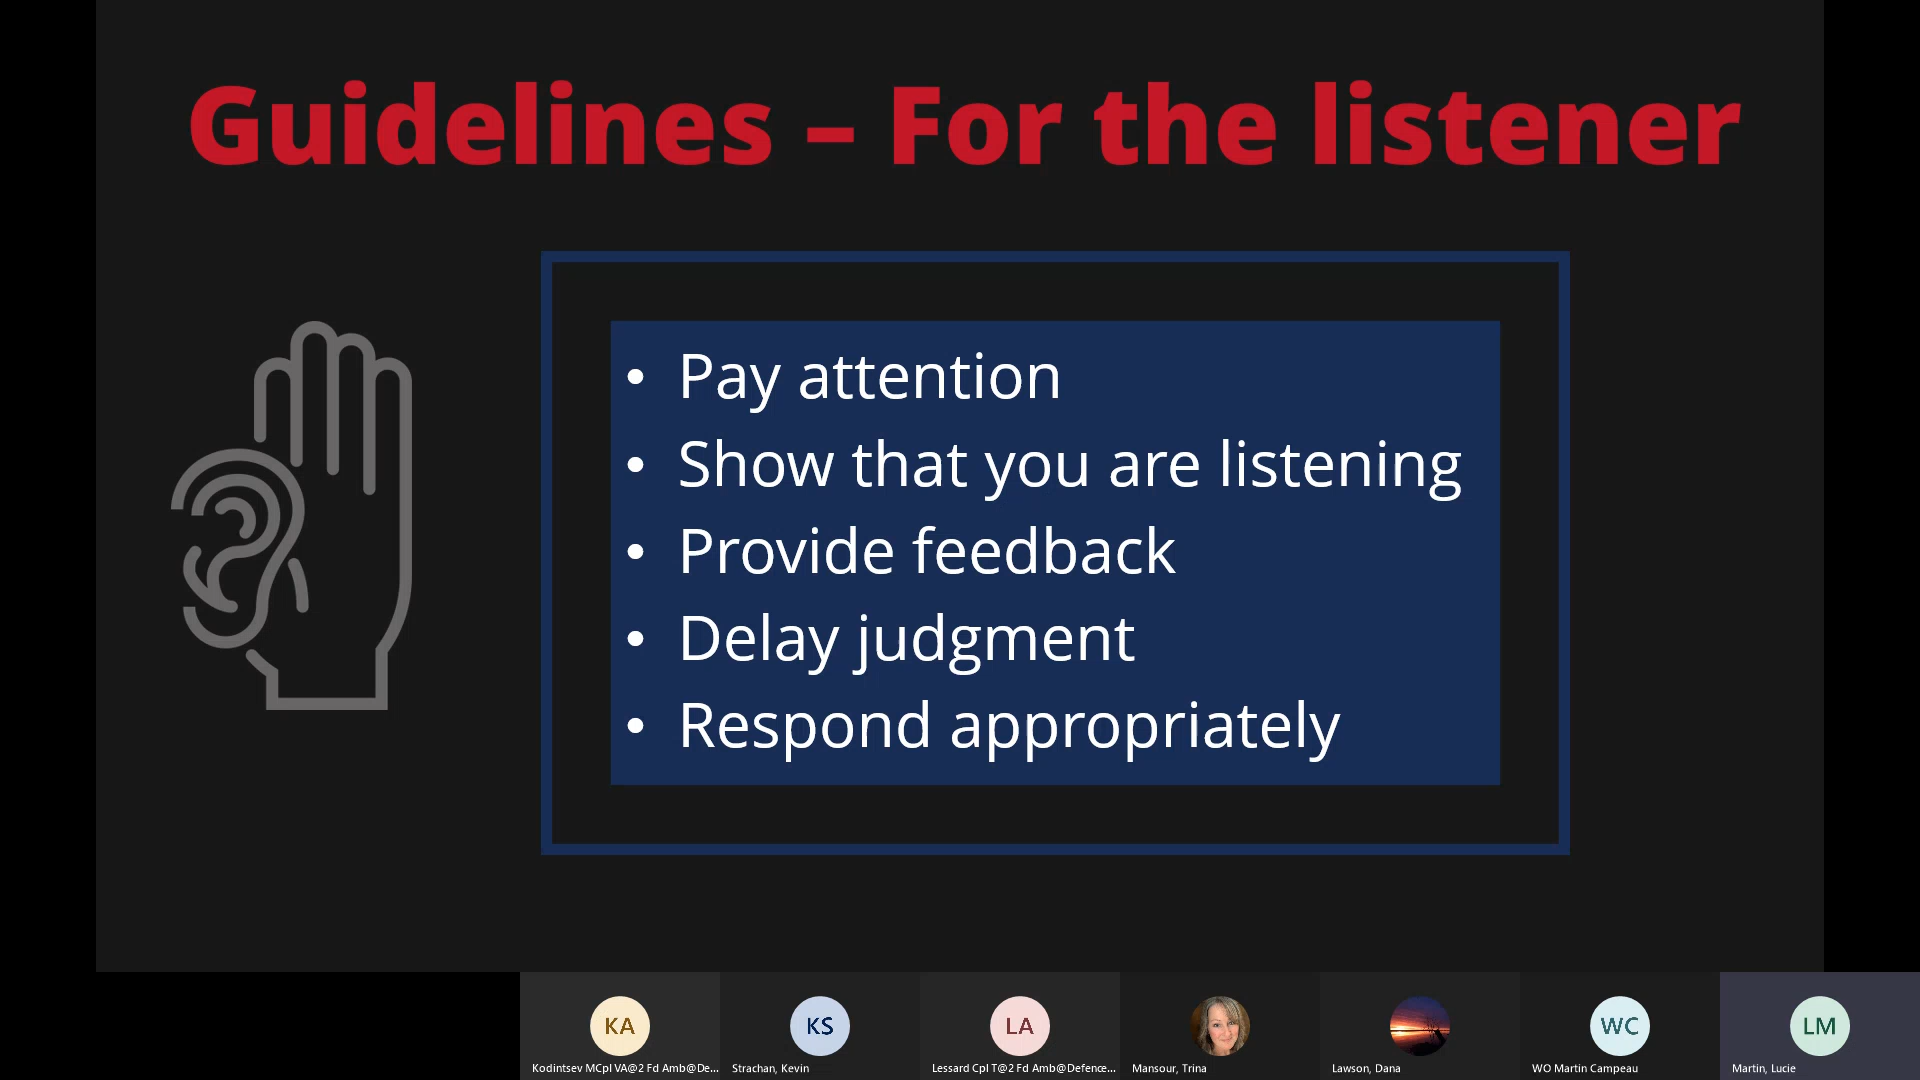 Guidelines – For the listener
• Pay attention
• Show that you are listening
• Provide feedback
• Delay judgment
• Respond appropriately
KA
KS
LA
WC
LM
Kodintsev MCpl VA@2 Fd Amb@De...
Strachan, Kevin
Lessard Cpl T@2 Fd Amb@Defence...
Mansour, Trina
Lawson, Dana
WO Martin Campeau
Martin, Lucie